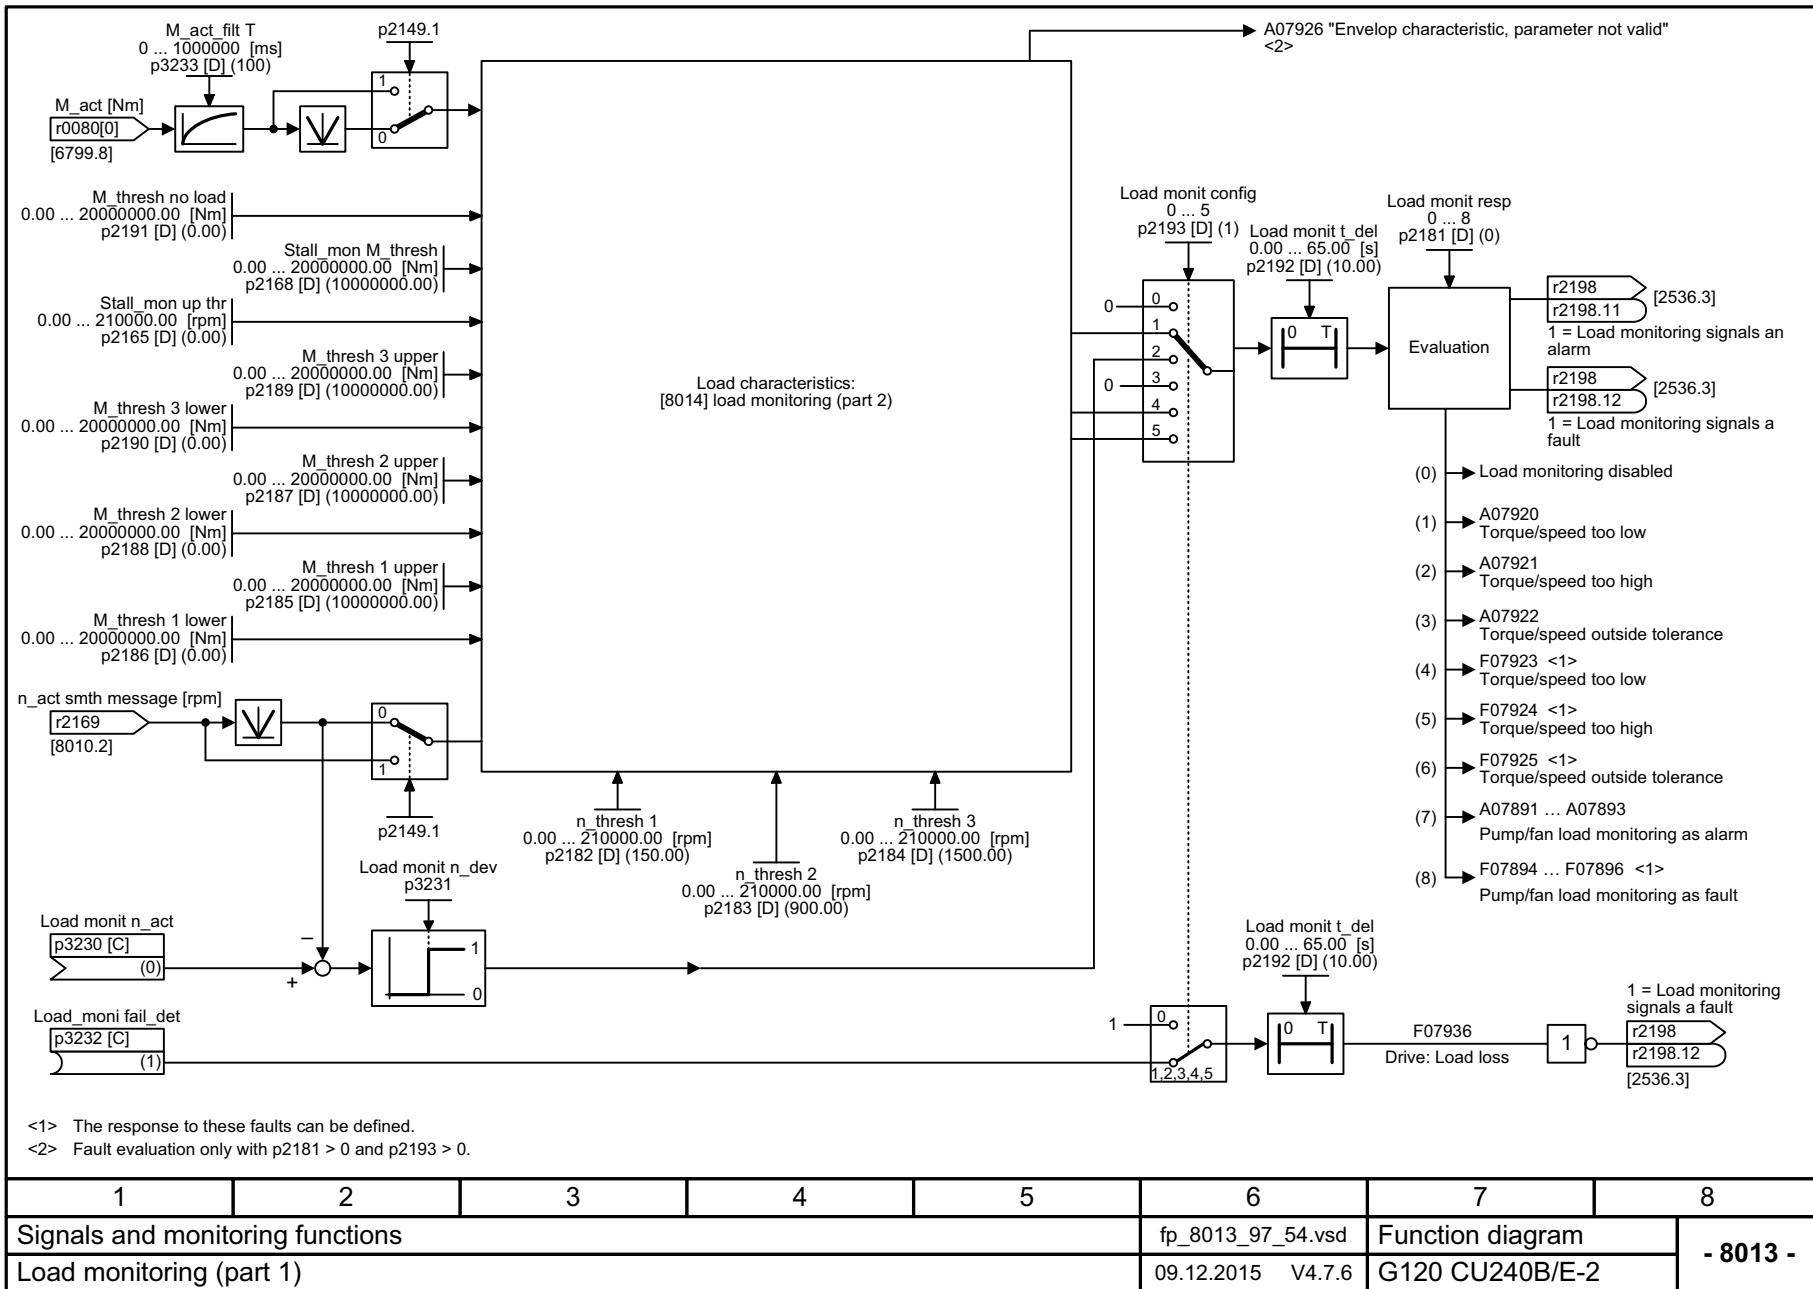 M_act_filt T
0 ... 1000000 [ms]
p3233 [D] (100)
p2149.1
A07926 "Envelop characteristic, parameter not valid"
<2>
M_act [Nm]
r0080[0]
[6799.8]
1
0
M_thresh no load
0.00 ... 20000000.00 [Nm]
p2191 [D] (0.00)
Stall_mon M_thresh
0.00 ... 20000000.00 [Nm]
p2168 [D] (10000000.00)
Stall_mon up thr
0.00 ... 210000.00 [rpm]
p2165 [D] (0.00)
M_thresh 3 upper
0.00 ... 20000000.00 [Nm]
p2189 [D] (10000000.00)
M_thresh 3 lower
0.00 ... 20000000.00 [Nm]
p2190 [D] (0.00)
M_thresh 2 upper
0.00 ... 20000000.00 [Nm]
p2187 [D] (10000000.00)
M_thresh 2 lower
0.00 ... 20000000.00 [Nm]
p2188 [D] (0.00)
M_thresh 1 upper
0.00 ... 20000000.00 [Nm]
p2185 [D] (10000000.00)
M_thresh 1 lower
0.00 ... 20000000.00 [Nm]
p2186 [D] (0.00)
Load characteristics:
[8014] load monitoring (part 2)
Load monit config
0 ... 5
p2193 [D] (1)
0
0
1
2
0
3
4
5
Load monit t_del
0.00 ... 65.00 [s]
p2192 [D] (10.00)
0 T
Load monit resp
0 ... 8
p2181 [D] (0)
Evaluation
r2198
r2198.11
[2536.3]
1 = Load monitoring signals an
alarm
r2198
r2198.12
[2536.3]
1 = Load monitoring signals a
fault
(0) Load monitoring disabled
(1) A07920
Torque/speed too low
(2) A07921
Torque/speed too high
(3) A07922
Torque/speed outside tolerance
(4) F07923 <1>
Torque/speed too low
(5) F07924 <1>
Torque/speed too high
(6) F07925 <1>
Torque/speed outside tolerance
(7) A07891 ... A07893
Pump/fan load monitoring as alarm
(8) F07894 ... F07896 <1>
Pump/fan load monitoring as fault
n_act smth message [rpm]
r2169
[8010.2]
0
1
p2149.1
n_thresh 1
0.00 ... 210000.00 [rpm]
p2182 [D] (150.00)
n_thresh 2
0.00 ... 210000.00 [rpm]
p2183 [D] (900.00)
n_thresh 3
0.00 ... 210000.00 [rpm]
p2184 [D] (1500.00)
Load monit n_dev
p3231
1
0
Load monit n_act
p3230 [C]
(0)
+
–
Load_moni fail_det
p3232 [C]
(1)
1
0
1,2,3,4,5
Load monit t_del
0.00 ... 65.00 [s]
p2192 [D] (10.00)
0 T
F07936
Drive: Load loss
1
1 = Load monitoring
signals a fault
r2198
r2198.12
[2536.3]
<1> The response to these faults can be defined.
<2> Fault evaluation only with p2181 > 0 and p2193 > 0.
1 2 3 4 5 6 7 8
Signals and monitoring functions
fp_8013_97_54.vsd
Function diagram
- 8013 -
Load monitoring (part 1)
09.12.2015 V4.7.6
G120 CU240B/E-2